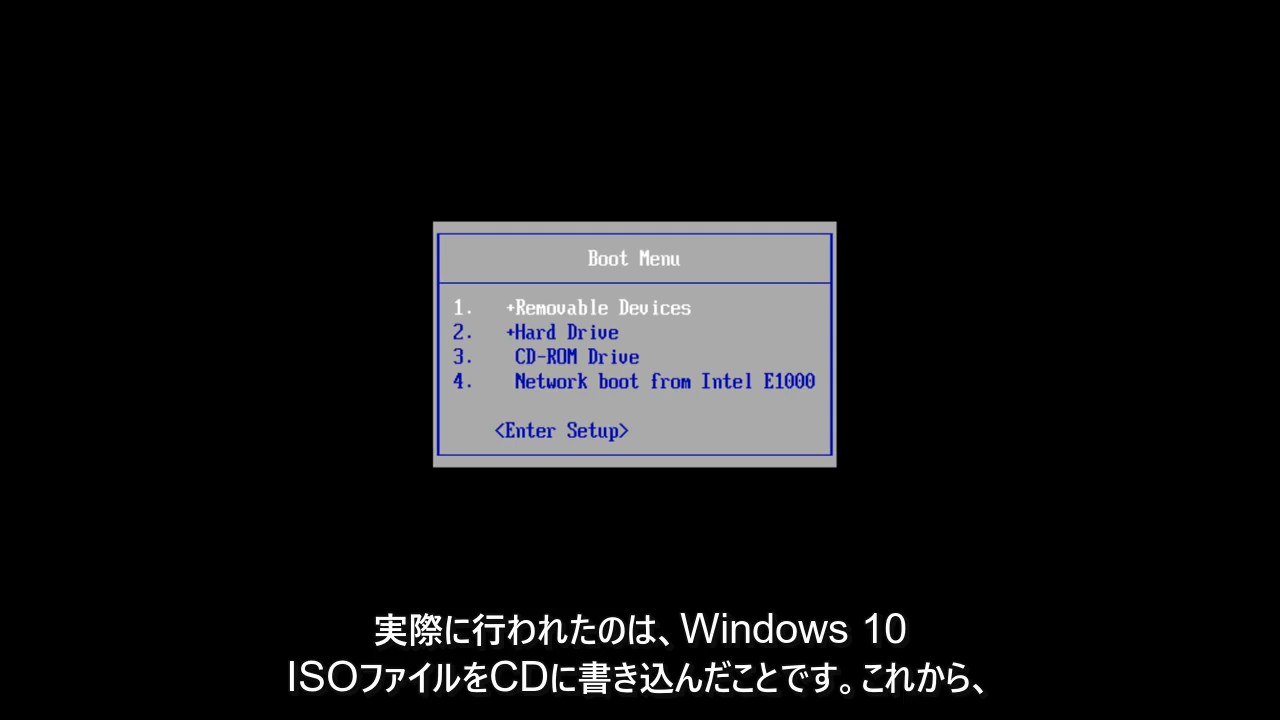 Boot Menu
1. +Removable Devices
2. +Hard Drive
3. CD-ROM Drive
4. Network boot from Intel E1000
<Enter Setup>
実際に行われたのは、Windows 10
ISOファイルをCDに書き込んだことです。これから、